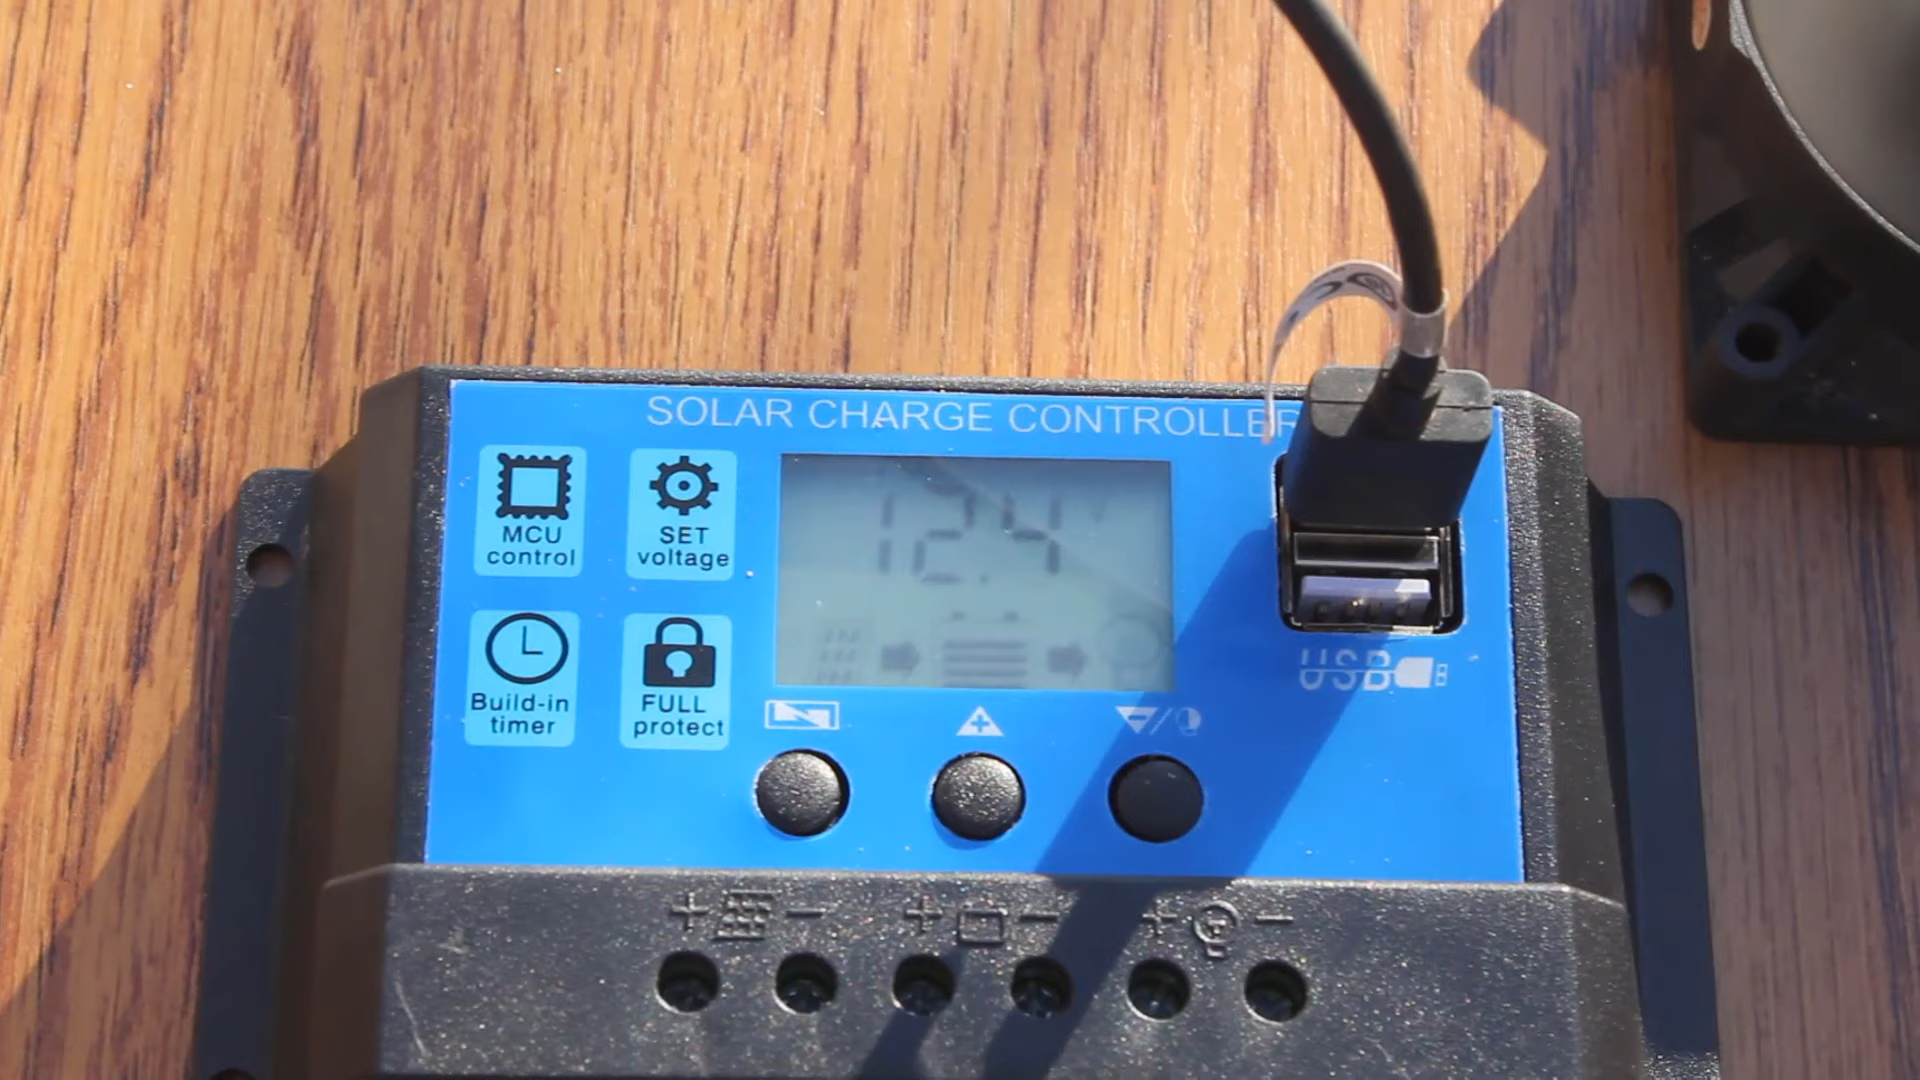 SOLAR CHARGE CONTROLLER
MCU
control
SET
voltage
12.4 V
Build-in
timer
FULL
protect
USB